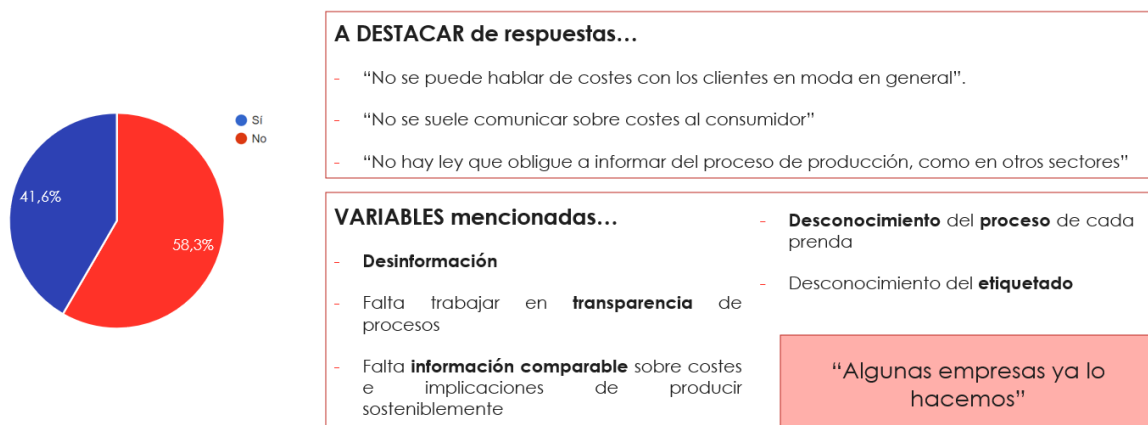 Sí
No
41,6%
58,3%
A DESTACAR de respuestas…
- “No se puede hablar de costes con los clientes en moda en general”.
- “No se suele comunicar sobre costes al consumidor”
- “No hay ley que obligue a informar del proceso de producción, como en otros sectores”
VARIABLES mencionadas…
- Desinformación
- Falta trabajar en transparencia de
procesos
- Falta información comparable sobre costes
e implicaciones de producir
sosteniblemente
- Desconocimiento del proceso de cada
prenda
- Desconocimiento del etiquetado
“Algunas empresas ya lo
hacemos”